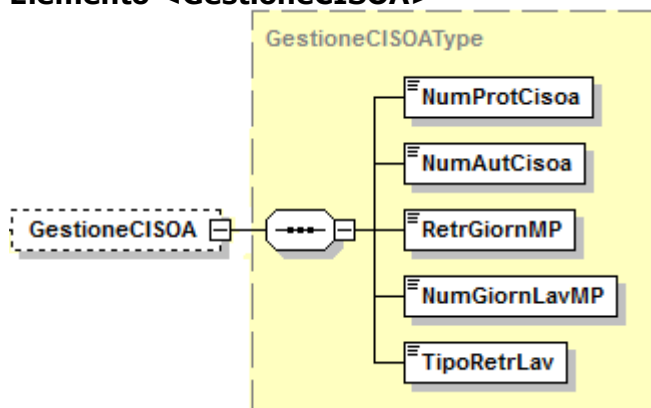 Elemento <GestioneCISOA>
GestioneCISOAType
NumProtCisoa
NumAutCisoa
RetrGiornMP
GestioneCISOA
NumGiornLavMP
TipoRetrLav